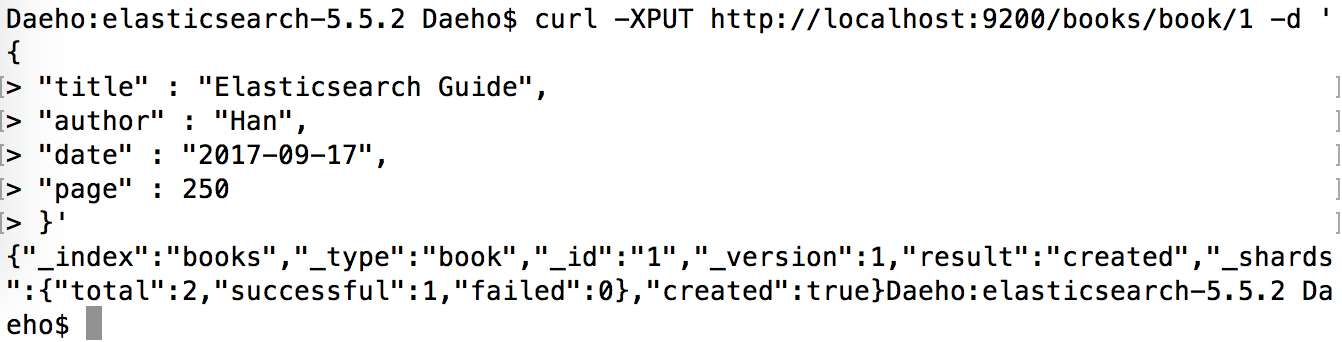 Daeho:elasticsearch-5.5.2 Daeho$ curl -XPUT http://localhost:9200/books/book/1 -d '
{
[> "title" : "Elasticsearch Guide", ]
[> "author" : "Han", ]
[> "date" : "2017-09-17", ]
[> "page" : 250 ]
[> }' ]
{"_index":"books","_type":"book","_id":"1","_version":1,"result":"created","_shards
":{"total":2,"successful":1,"failed":0},"created":true}Daeho:elasticsearch-5.5.2 Da
eho$